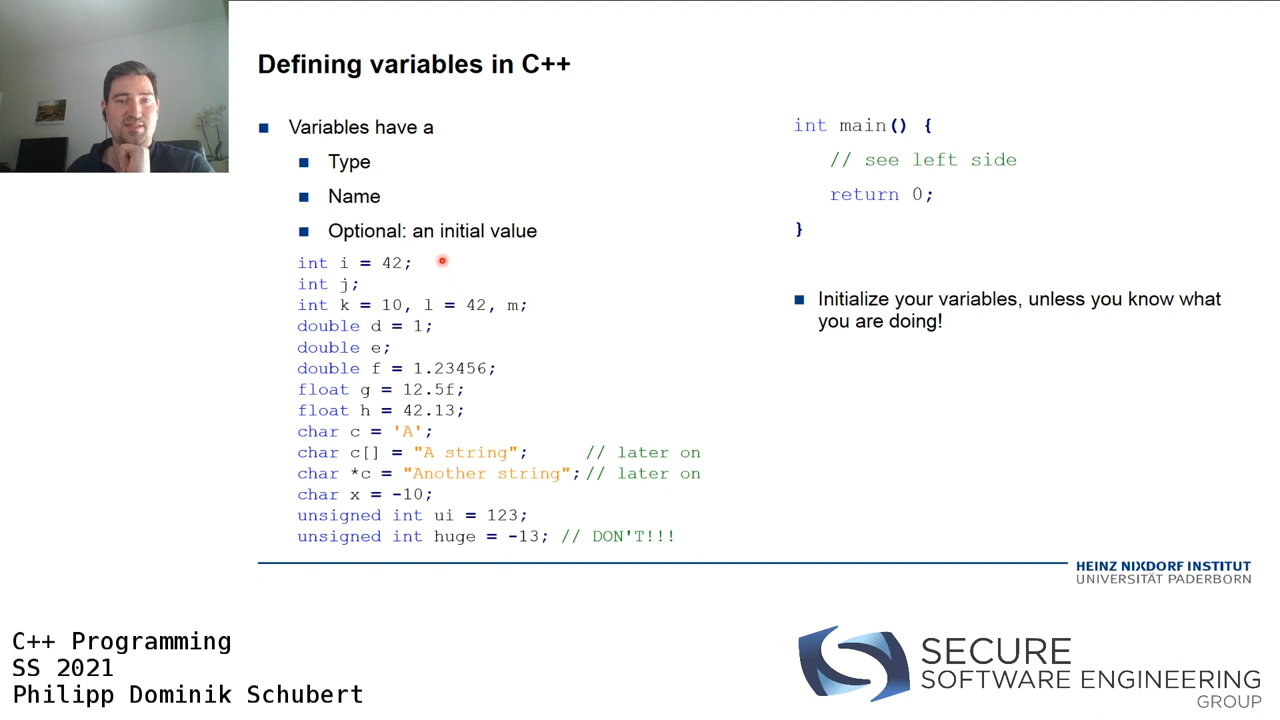 Defining variables in C++
Variables have a
Type
Name
Optional: an initial value
int i = 42;
int j;
int k = 10, l = 42, m;
double d = 1;
double e;
double f = 1.23456;
float g = 12.5f;
float h = 42.13;
char c = 'A';
char c[] = "A string"; // later on
char *c = "Another string"; // later on
char x = -10;
unsigned int ui = 123;
unsigned int huge = -13; // DON'T!!!
int main() {
// see left side
return 0;
}
Initialize your variables, unless you know what
you are doing!
HEINZ NIXDORF INSTITUT
UNIVERSITÄT PADERBORN
C++ Programming
SS 2021
Philipp Dominik Schubert
SECURE
SOFTWARE ENGINEERING
GROUP